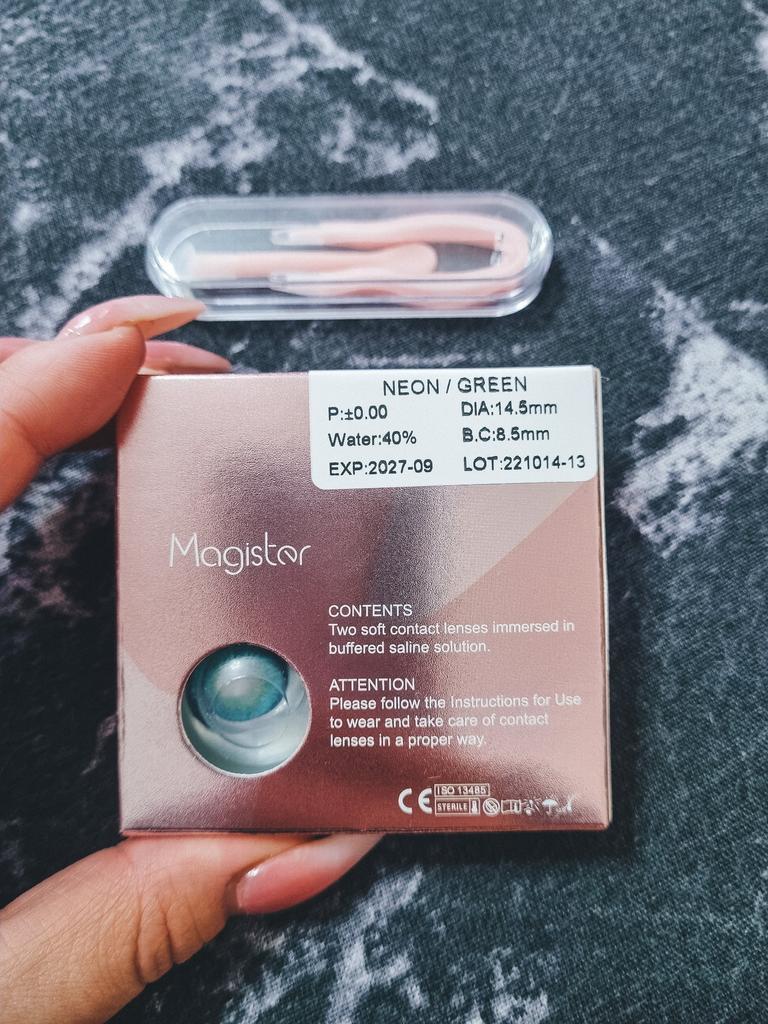 NEON / GREEN
P:±0.00 DIA:14.5mm
Water:40% B.C:8.5mm
EXP:2027-09 LOT:221014-13
Magister
CONTENTS
Two soft contact lenses immersed in
buffered saline solution.
ATTENTION
Please follow the Instructions for Use
to wear and take care of contact
lenses in a proper way.
CE ISO 13485
STERILE